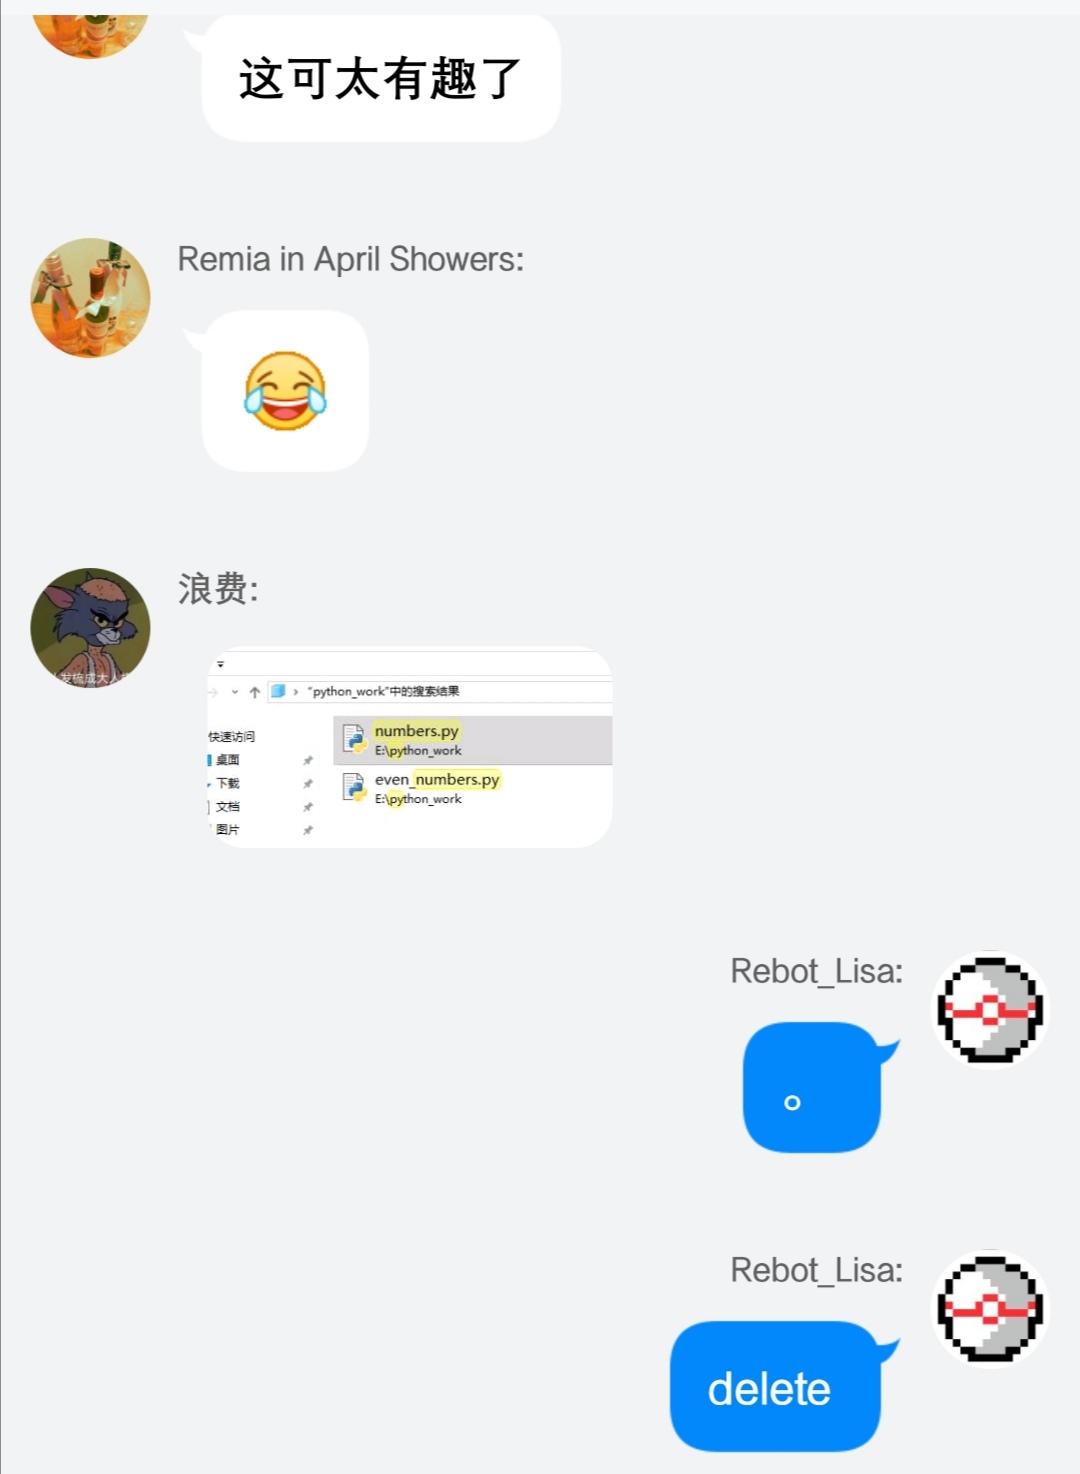 这可太有趣了
Remia in April Showers:
浪费:
"python_work"中的搜索结果
快速访问
桌面
下载
文档
图片
numbers.py
E:\python_work
even_numbers.py
E:\python_work
Rebot_Lisa:
。
Rebot_Lisa:
delete